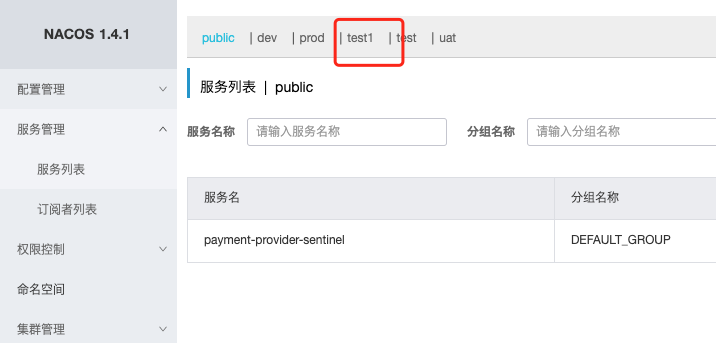 NACOS 1.4.1
public | dev | prod | test1 | test | uat
配置管理
服务列表 | public
服务管理
服务名称 请输入服务名称 分组名称 请输入分组名称
服务列表
订阅者列表
服务名 分组名称
payment-provider-sentinel DEFAULT_GROUP
权限控制
命名空间
集群管理